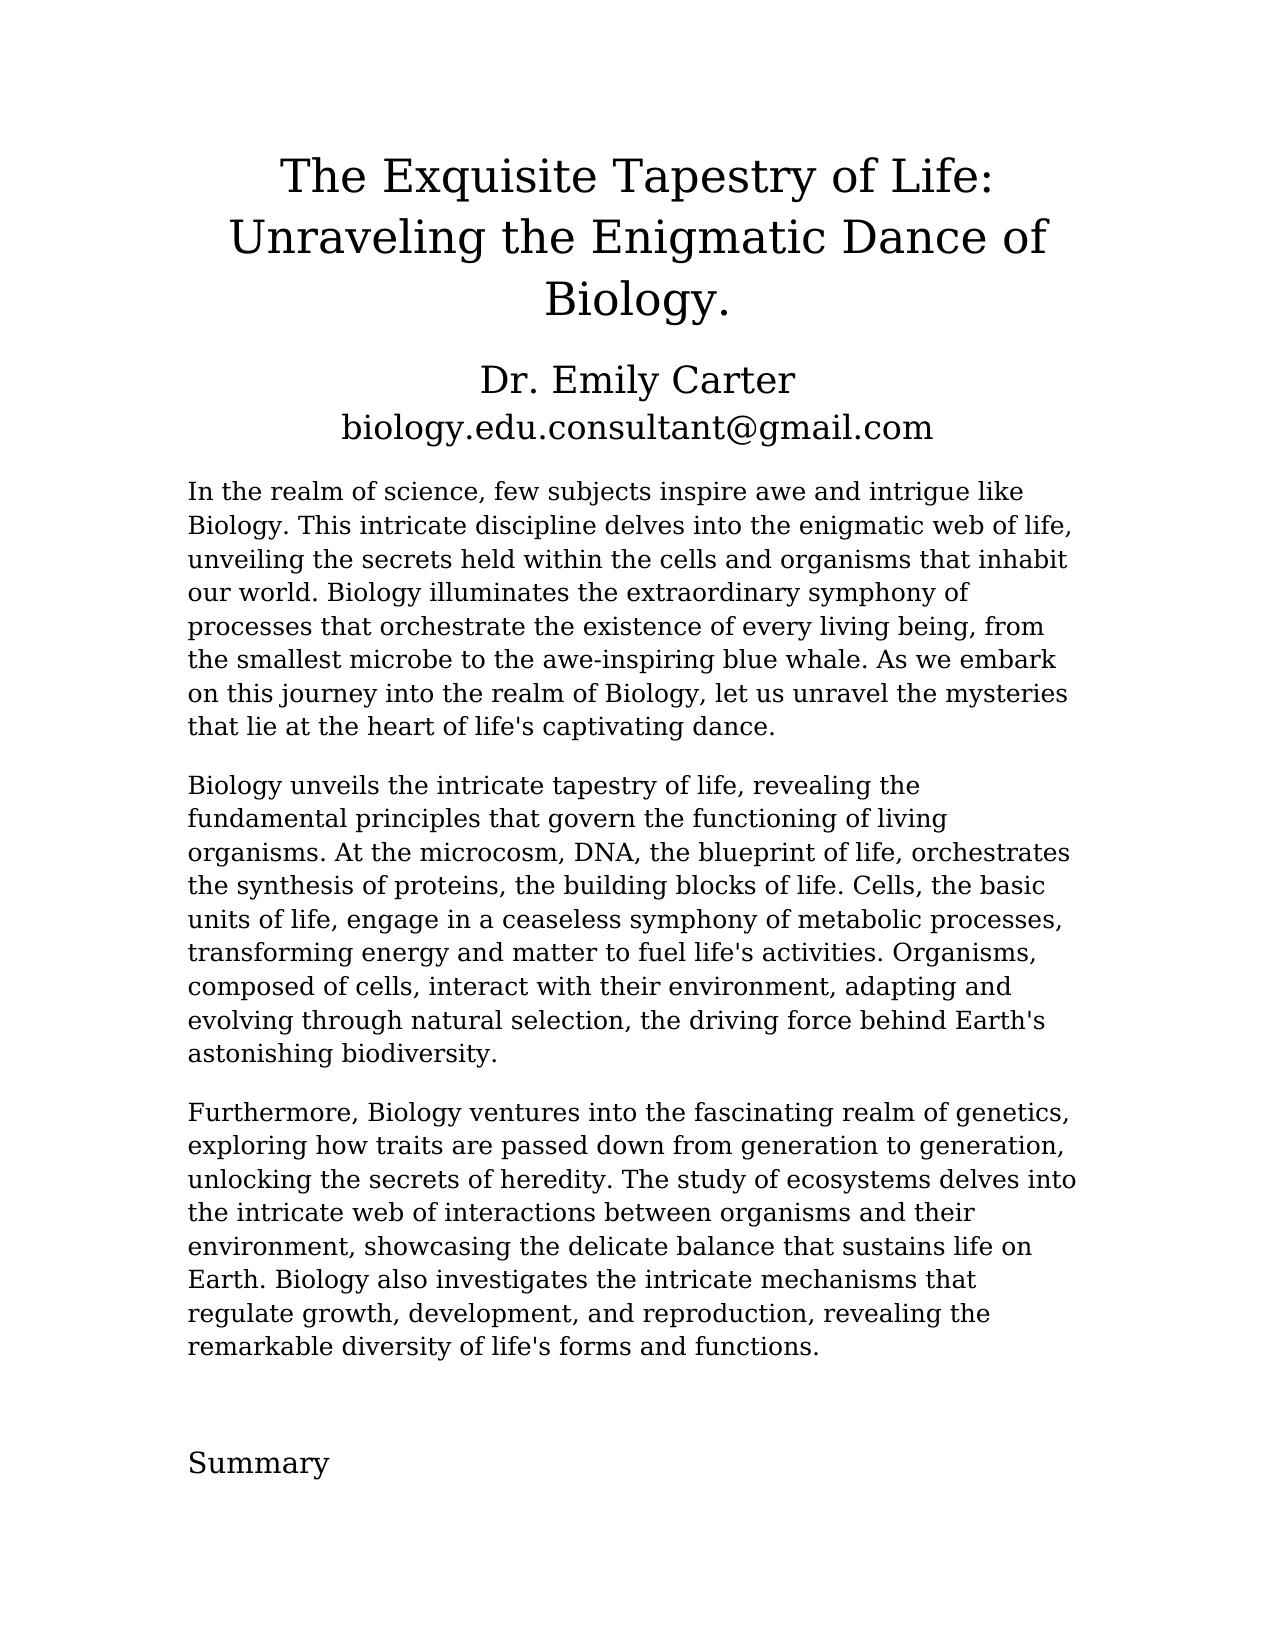 The Exquisite Tapestry of Life:
Unraveling the Enigmatic Dance of
Biology.
Dr. Emily Carter
biology.edu.consultant@gmail.com
In the realm of science, few subjects inspire awe and intrigue like
Biology. This intricate discipline delves into the enigmatic web of life,
unveiling the secrets held within the cells and organisms that inhabit
our world. Biology illuminates the extraordinary symphony of
processes that orchestrate the existence of every living being, from
the smallest microbe to the awe-inspiring blue whale. As we embark
on this journey into the realm of Biology, let us unravel the mysteries
that lie at the heart of life's captivating dance.
Biology unveils the intricate tapestry of life, revealing the
fundamental principles that govern the functioning of living
organisms. At the microcosm, DNA, the blueprint of life, orchestrates
the synthesis of proteins, the building blocks of life. Cells, the basic
units of life, engage in a ceaseless symphony of metabolic processes,
transforming energy and matter to fuel life's activities. Organisms,
composed of cells, interact with their environment, adapting and
evolving through natural selection, the driving force behind Earth's
astonishing biodiversity.
Furthermore, Biology ventures into the fascinating realm of genetics,
exploring how traits are passed down from generation to generation,
unlocking the secrets of heredity. The study of ecosystems delves into
the intricate web of interactions between organisms and their
environment, showcasing the delicate balance that sustains life on
Earth. Biology also investigates the intricate mechanisms that
regulate growth, development, and reproduction, revealing the
remarkable diversity of life's forms and functions.
Summary